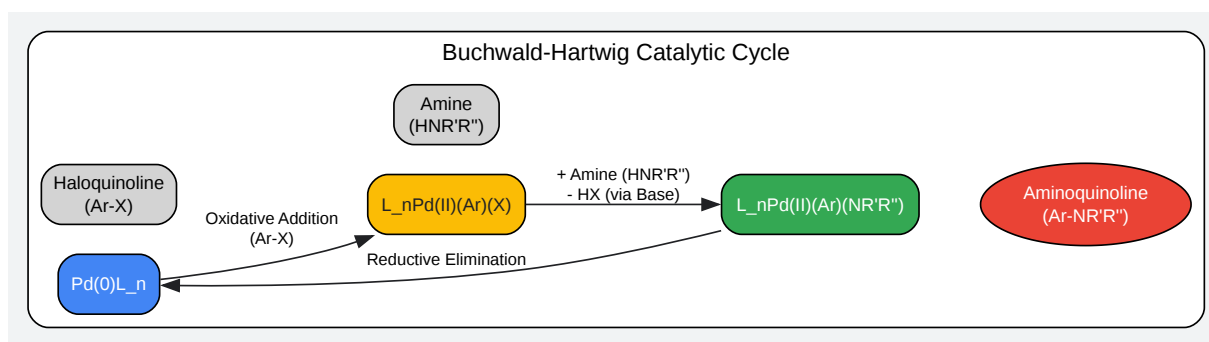 Buchwald-Hartwig Catalytic Cycle
Amine
(HNR'R")
Haloquinoline
(Ar-X)
Oxidative Addition
(Ar-X)
L_nPd(II)(Ar)(X)
+ Amine (HNR'R")
- HX (via Base)
L_nPd(II)(Ar)(NR'R")
Aminoquinoline
(Ar-NR'R")
Reductive Elimination
Pd(0)L_n